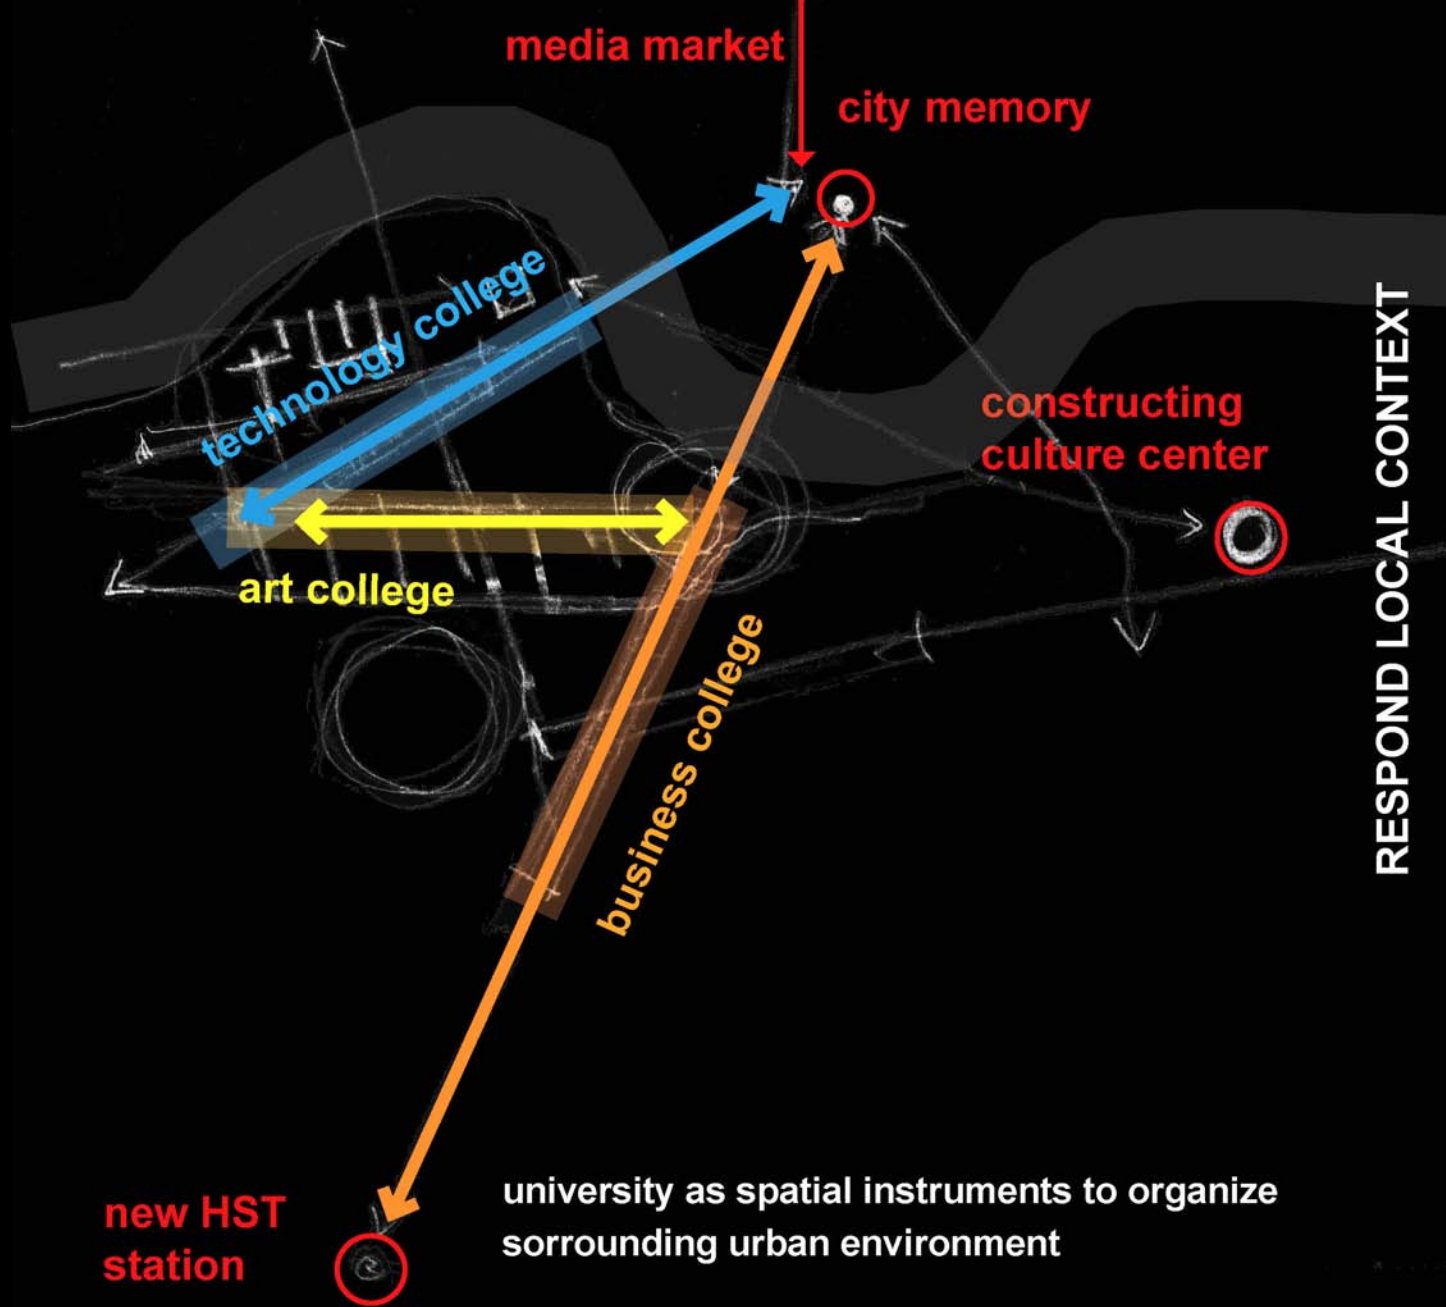 media market
city memory
technology college
constructing
culture center
art college
business college
RESPOND LOCAL CONTEXT
new HST
station
university as spatial instruments to organize
sorrounding urban environment